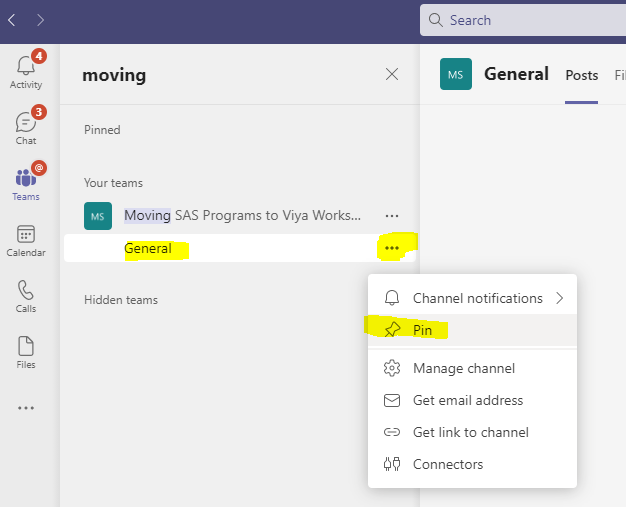 Search
4
Activity
3
Chat
@
Teams
Calendar
Calls
Files
moving
Pinned
Your teams
MS
Moving SAS Programs to Viya Works...
General
Hidden teams
MS
General
Posts
Fi
Channel notifications
Pin
Manage channel
Get email address
Get link to channel
Connectors